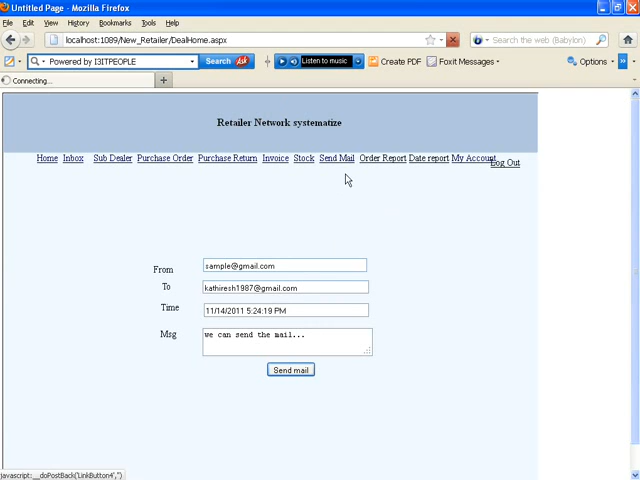 Untitled Page - Mozilla Firefox
File Edit View History Bookmarks Tools Help
localhost:1089/New_Retailer/DealHome.aspx
Search the web (Babylon)
Powered by I3ITPEOPLE Search Ask Listen to music Create PDF Foxit Messages Options
Connecting...
Retailer Network systematize
Home Inbox Sub Dealer Purchase Order Purchase Return Invoice Stock Send Mail Order Report Date report My Account Log Out
From sample@gmail.com
To kathiresh1987@gmail.com
Time 11/14/2011 5:24:19 PM
Msg we can send the mail...
Send mail
javascript:__doPostBack('LinkButton4','')